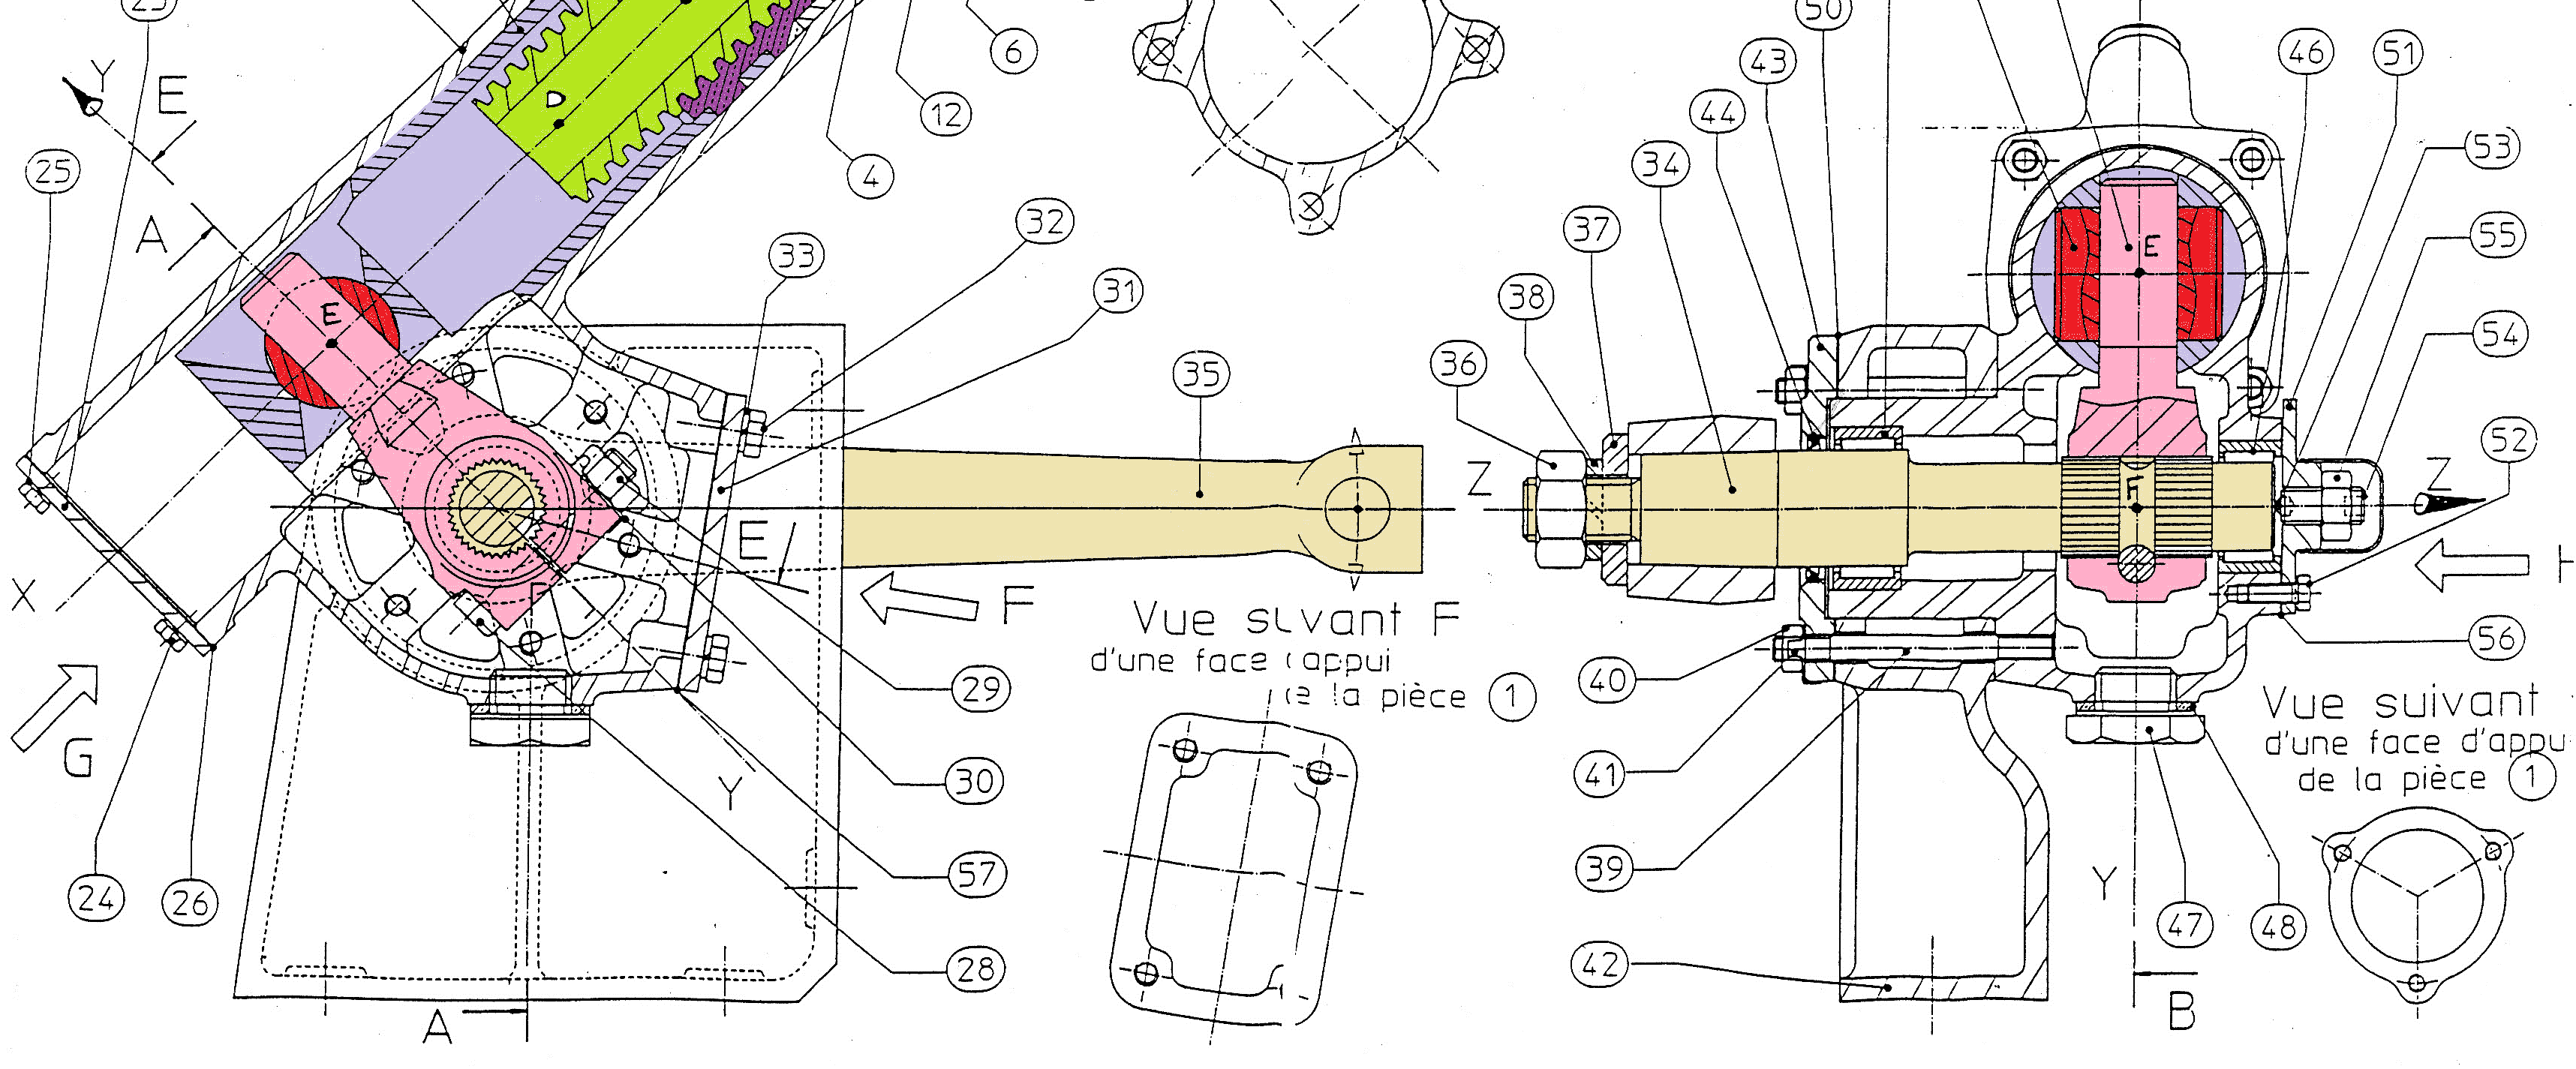 23
6
50
43
46
51
Y
E
12
44
53
25
4
34
A
32
37
55
33
31
38
54
E
E
36
35
Z
52
Z
F
E
F
X
Vue suivant F
d'une face
appui
de la pièce 1
29
40
56
G
30
Y
41
Vue suivant
d'une face d'appu
de la pièce 1
24
26
57
39
Y
47
48
28
42
A
B
D